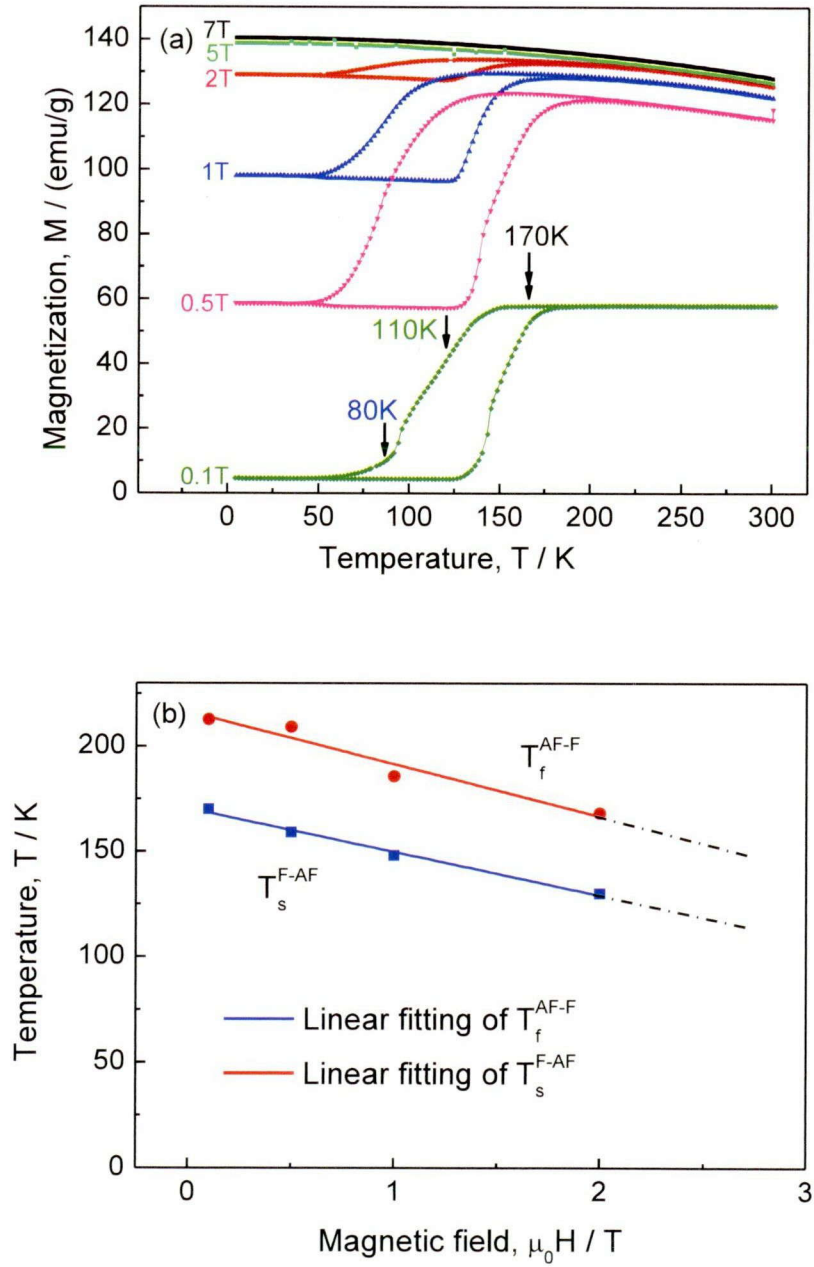 (a)
7T
5T
2T
1T
0.5T
0.1T
170K
110K
80K
140
120
100
80
60
40
20
0
Magnetization, M / (emu/g)
0 50 100 150 200 250 300
Temperature, T / K
(b)
T_f^AF-F
T_s^F-AF
Linear fitting of T_f^AF-F
Linear fitting of T_s^F-AF
200
150
100
50
0
Temperature, T / K
0 1 2 3
Magnetic field, μ₀H / T